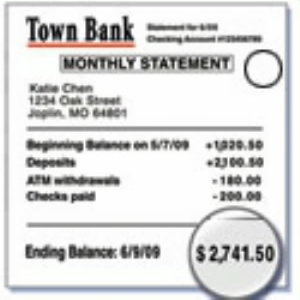 Town Bank
Statement for 6/09
Checking Account #123456789
MONTHLY STATEMENT
Katie Chen
1234 Oak Street
Joplin, MO 64801
Beginning Balance on 5/7/09 +1,020.50
Deposits +2,100.50
ATM withdrawals - 180.00
Checks paid - 200.00
Ending Balance: 6/9/09 $2,741.50